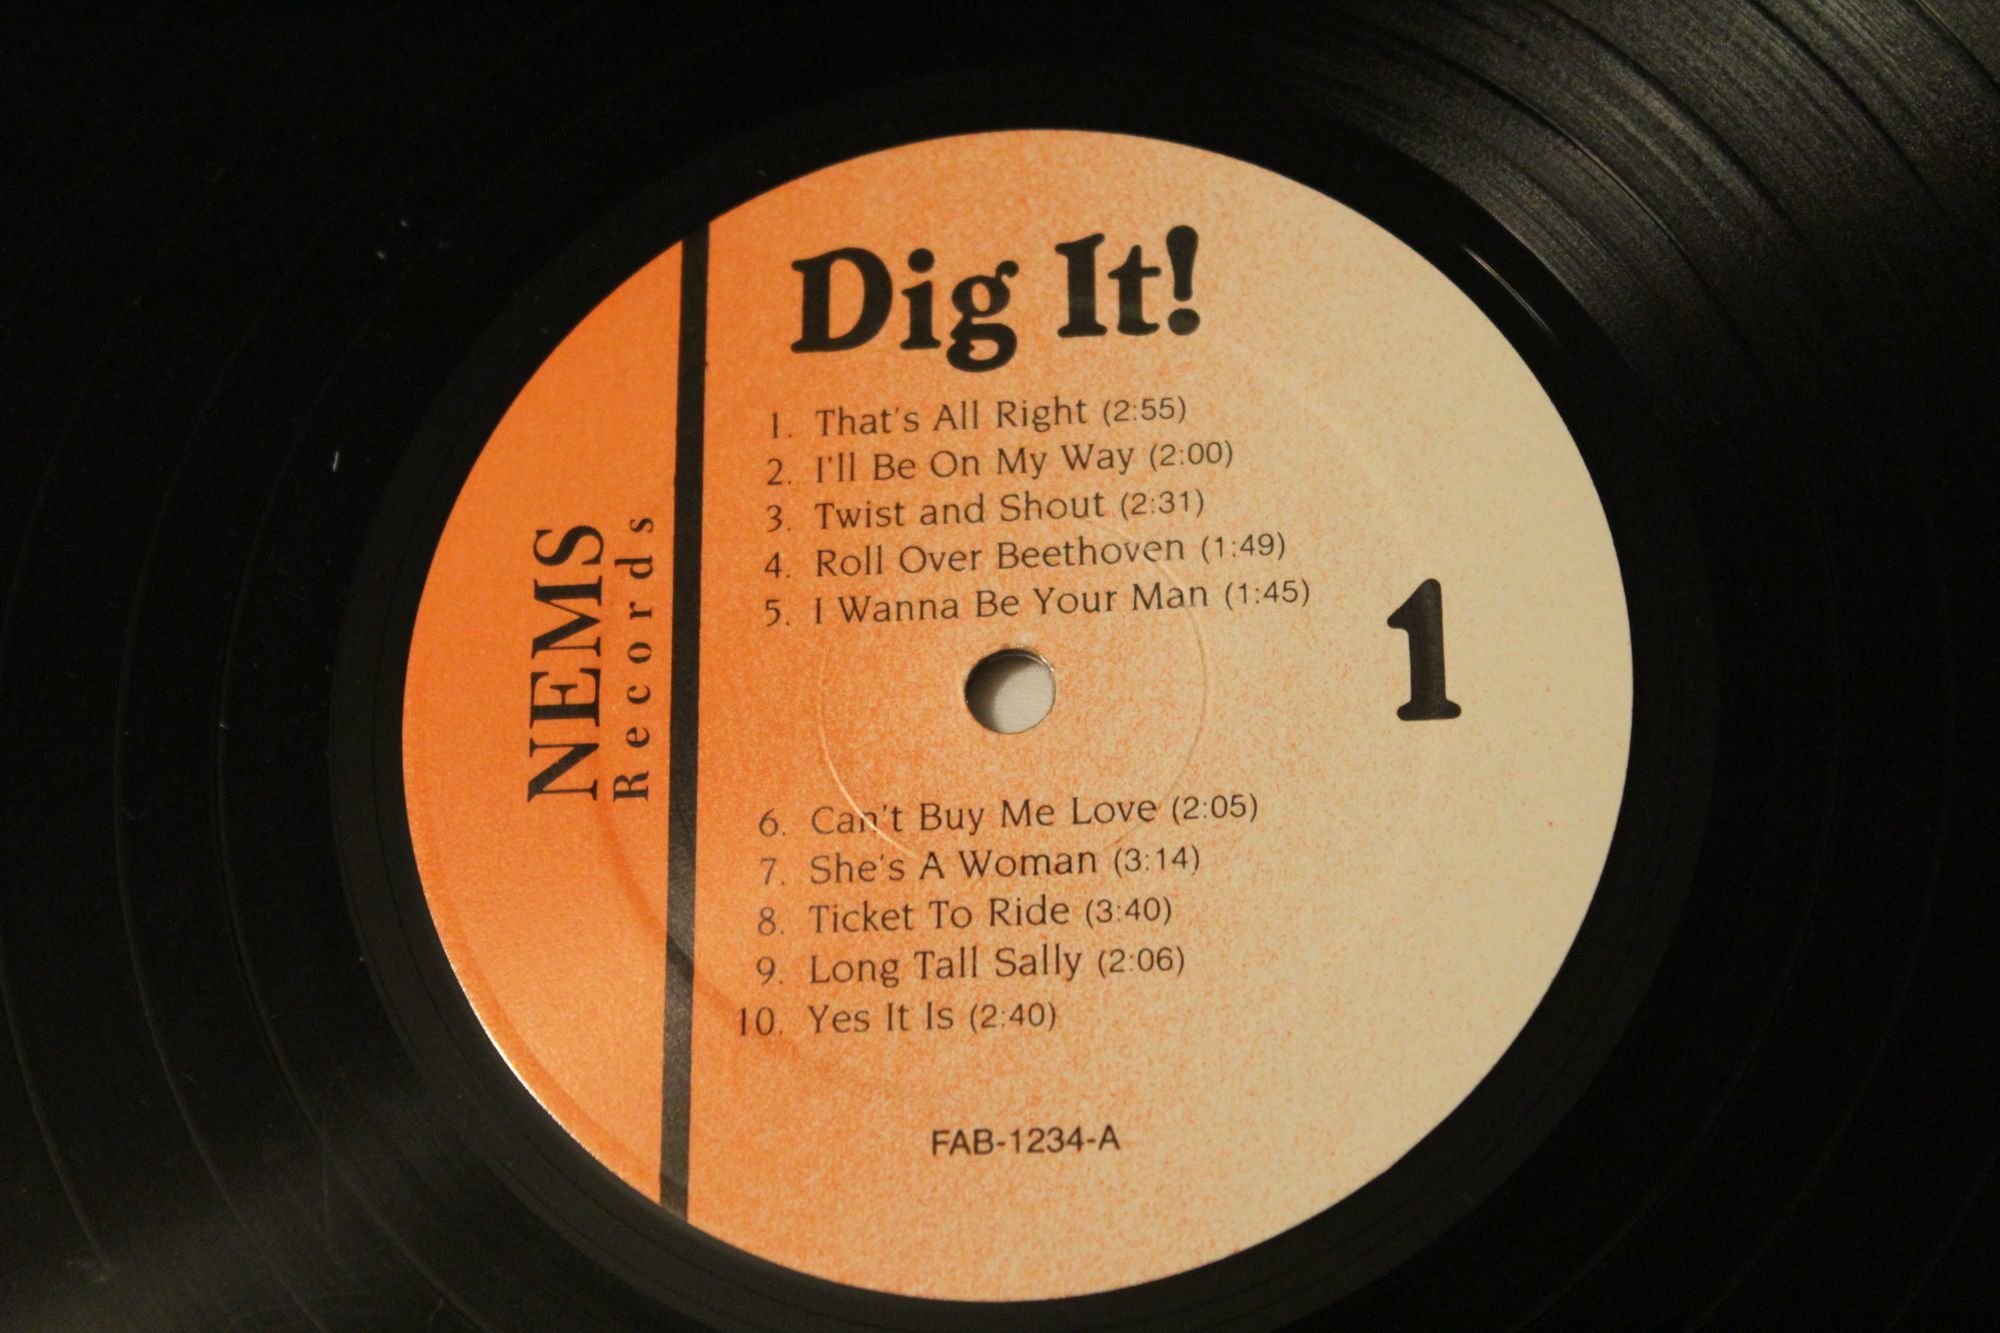 Dig It!
1. That's All Right (2:55)
2. I'll Be On My Way (2:00)
3. Twist and Shout (2:31)
4. Roll Over Beethoven (1:49)
5. I Wanna Be Your Man (1:45)
NEMS
Records
1
6. Can't Buy Me Love (2:05)
7. She's A Woman (3:14)
8. Ticket To Ride (3:40)
9. Long Tall Sally (2:06)
10. Yes It Is (2:40)
FAB-1234-A